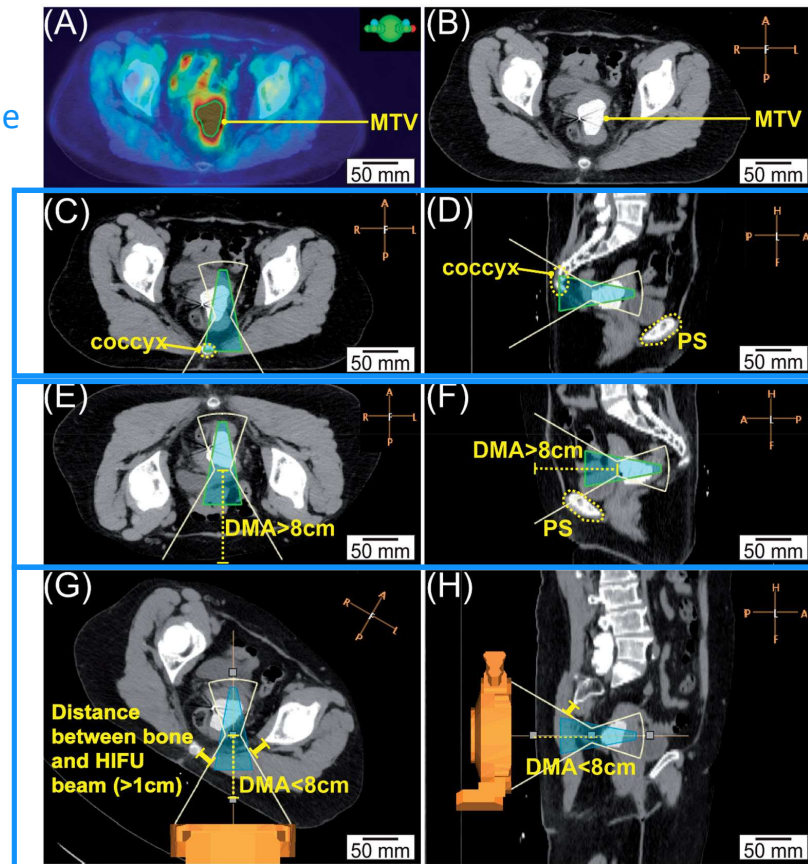 e
(A)
MTV
50 mm
(B)
A
R F L
P
MTV
50 mm
(C)
A
R F L
P
coccyx
50 mm
(D)
H
P L A
F
coccyx
PS
50 mm
(E)
A
R F L
P
DMA>8cm
50 mm
(F)
H
A L P
F
DMA>8cm
PS
50 mm
(G)
A
R F L
P
Distance
between bone
and HIFU
beam (>1cm)
DMA<8cm
50 mm
(H)
H
P L A
F
DMA<8cm
50 mm